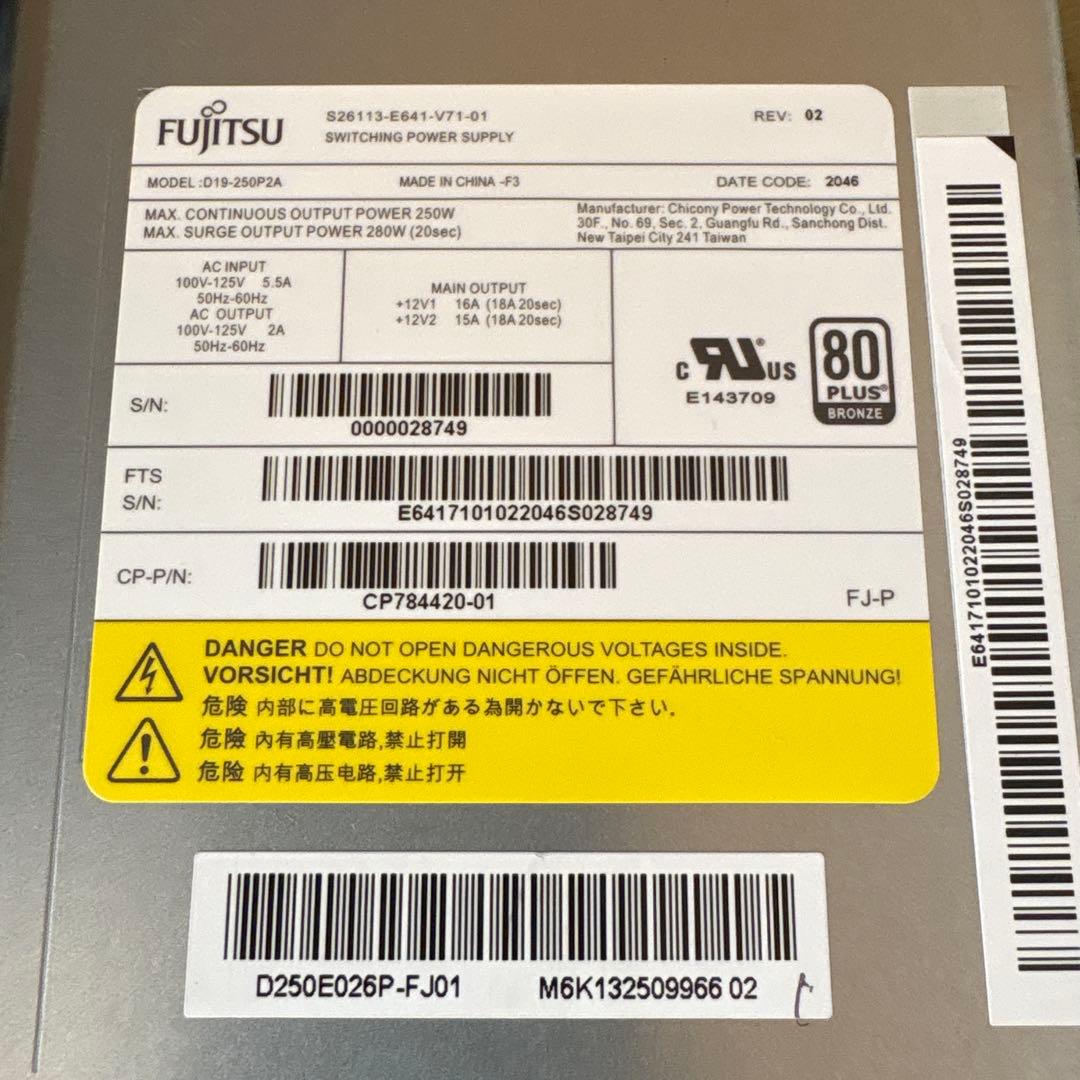 FUJITSU
S26113-E641-V71-01
SWITCHING POWER SUPPLY
REV: 02
MODEL :D19-250P2A
MADE IN CHINA -F3
DATE CODE: 2046
MAX. CONTINUOUS OUTPUT POWER 250W
MAX. SURGE OUTPUT POWER 280W (20sec)
Manufacturer: Chicony Power Technology Co., Ltd.
30F., No. 69, Sec. 2, Guangfu Rd., Sanchong Dist.
New Taipei City 241 Taiwan
AC INPUT
100V-125V 5.5A
50Hz-60Hz
AC OUTPUT
100V-125V 2A
50Hz-60Hz
MAIN OUTPUT
+12V1 16A (18A 20sec)
+12V2 15A (18A 20sec)
C RU® US
E143709
80
PLUS®
BRONZE
S/N:
0000028749
FTS
S/N:
E6417101022046S028749
CP-P/N:
CP784420-01
FJ-P
DANGER DO NOT OPEN DANGEROUS VOLTAGES INSIDE.
VORSICHT! ABDECKUNG NICHT ÖFFEN. GEFÄHRLICHE SPANNUNG!
危険 内部に高電圧回路がある為開かないで下さい。
危險 內有高壓電路,禁止打開
危险 内有高压电路,禁止打开
D250E026P-FJ01 M6K132509966 02
E6417101022046S028749